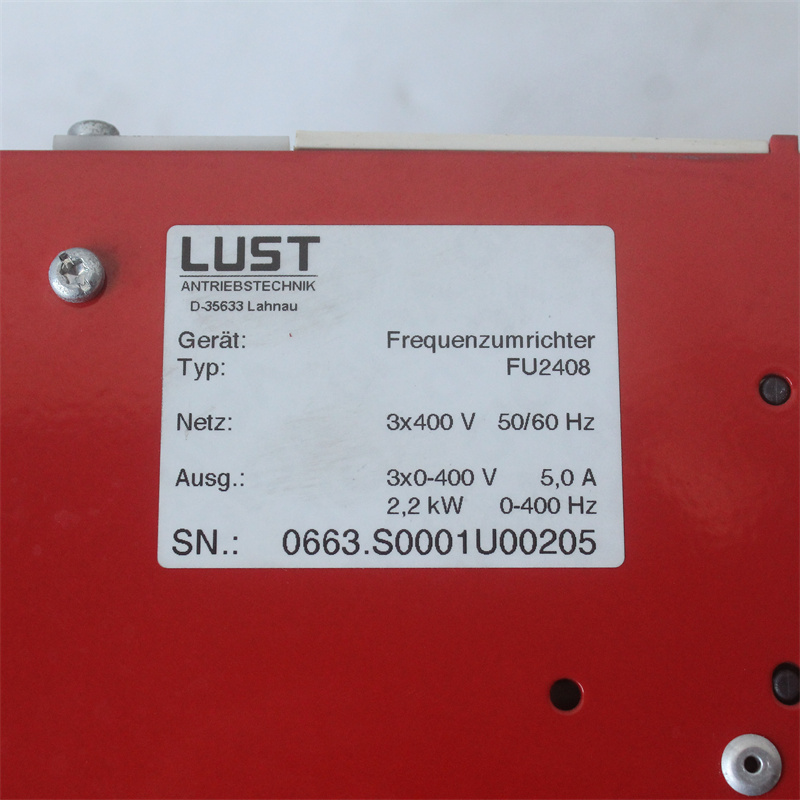 LUST
ANTRIEBSTECHNIK
D-35633 Lahnau
Gerät: Frequenzumrichter
Typ: FU2408
Netz: 3x400 V 50/60 Hz
Ausg.: 3x0-400 V 5,0 A
2,2 kW 0-400 Hz
SN.: 0663.S0001U00205